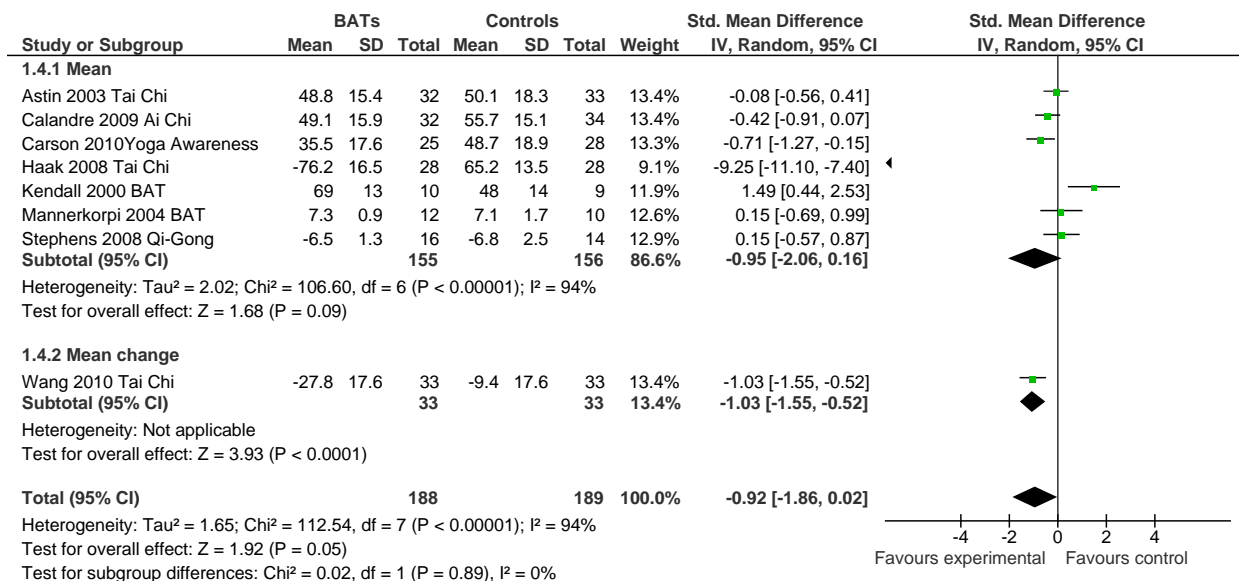 BATs Controls Std. Mean Difference Std. Mean Difference
Study or Subgroup Mean SD Total Mean SD Total Weight IV, Random, 95% CI IV, Random, 95% CI
1.4.1 Mean
Astin 2003 Tai Chi 48.8 15.4 32 50.1 18.3 33 13.4% -0.08 [-0.56, 0.41]
Calandre 2009 Ai Chi 49.1 15.9 32 55.7 15.1 34 13.4% -0.42 [-0.91, 0.07]
Carson 2010Yoga Awareness 35.5 17.6 25 48.7 18.9 28 13.3% -0.71 [-1.27, -0.15]
Haak 2008 Tai Chi -76.2 16.5 28 65.2 13.5 28 9.1% -9.25 [-11.10, -7.40]
Kendall 2000 BAT 69 13 10 48 14 9 11.9% 1.49 [0.44, 2.53]
Mannerkorpi 2004 BAT 7.3 0.9 12 7.1 1.7 10 12.6% 0.15 [-0.69, 0.99]
Stephens 2008 Qi-Gong -6.5 1.3 16 -6.8 2.5 14 12.9% 0.15 [-0.57, 0.87]
Subtotal (95% CI) 155 156 86.6% -0.95 [-2.06, 0.16]
Heterogeneity: Tau² = 2.02; Chi² = 106.60, df = 6 (P < 0.00001); I² = 94%
Test for overall effect: Z = 1.68 (P = 0.09)
1.4.2 Mean change
Wang 2010 Tai Chi -27.8 17.6 33 -9.4 17.6 33 13.4% -1.03 [-1.55, -0.52]
Subtotal (95% CI) 33 33 13.4% -1.03 [-1.55, -0.52]
Heterogeneity: Not applicable
Test for overall effect: Z = 3.93 (P < 0.0001)
Total (95% CI) 188 189 100.0% -0.92 [-1.86, 0.02]
Heterogeneity: Tau² = 1.65; Chi² = 112.54, df = 7 (P < 0.00001); I² = 94%
Test for overall effect: Z = 1.92 (P = 0.05)
Test for subgroup differences: Chi² = 0.02, df = 1 (P = 0.89), I² = 0%
-4 -2 0 2 4
Favours experimental Favours control